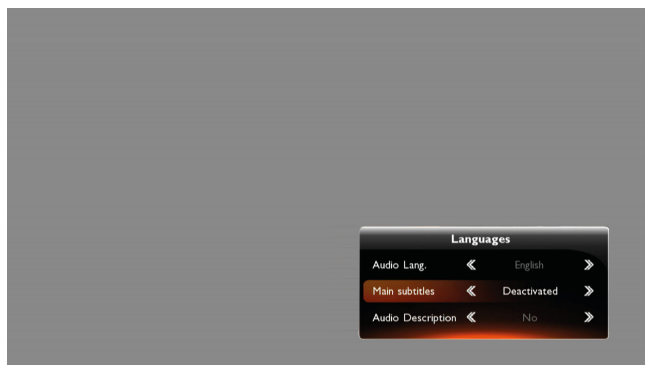 Languages
Audio Lang. « English »
Main subtitles « Deactivated »
Audio Description « No »